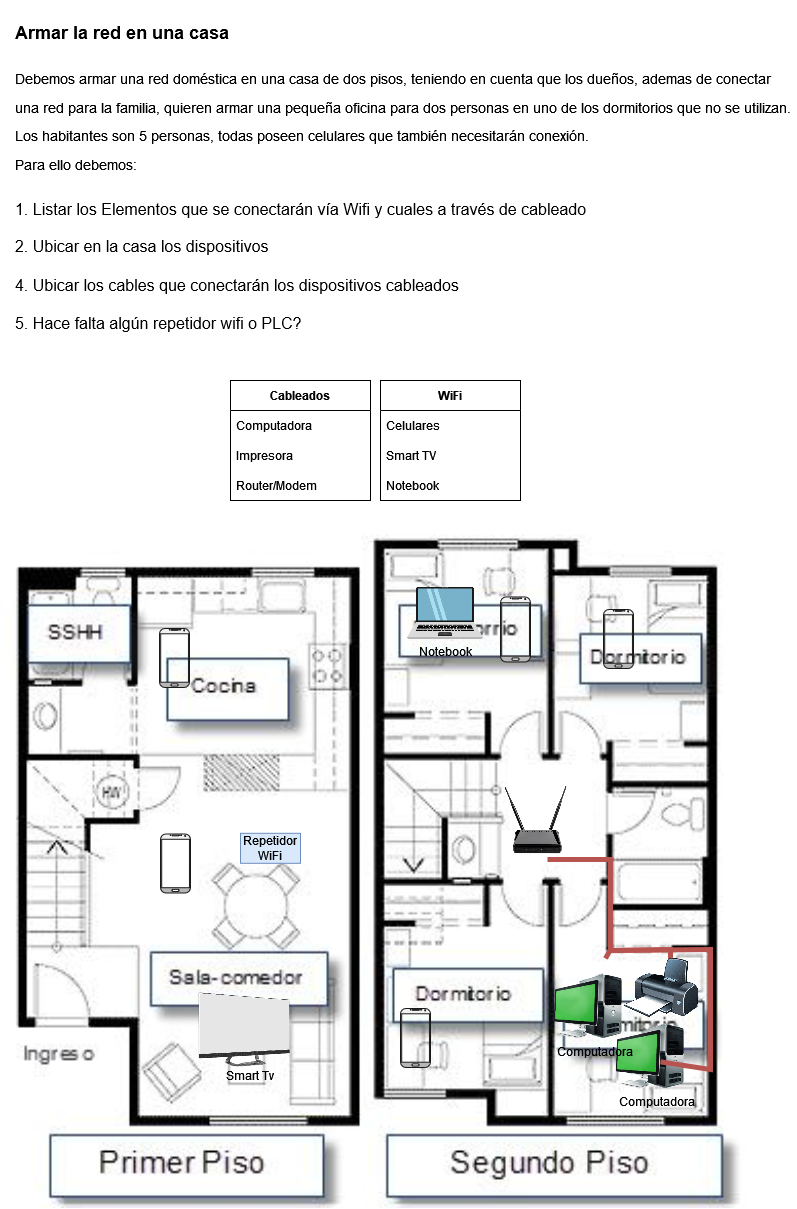 Armar la red en una casa
Debemos armar una red doméstica en una casa de dos pisos, teniendo en cuenta que los dueños, ademas de conectar
una red para la familia, quieren armar una pequeña oficina para dos personas en uno de los dormitorios que no se utilizan.
Los habitantes son 5 personas, todas poseen celulares que también necesitarán conexión.
Para ello debemos:
1. Listar los Elementos que se conectarán vía Wifi y cuales a través de cableado
2. Ubicar en la casa los dispositivos
4. Ubicar los cables que conectarán los dispositivos cableados
5. Hace falta algún repetidor wifi o PLC?
Cableados
Computadora
Impresora
Router/Modem
WiFi
Celulares
Smart TV
Notebook
SSHH
Cocina
HW
Repetidor
WiFi
Sala-comedor
Smart Tv
Ingreso
Primer Piso
Notebook
Dormitorio
Dormitorio
Computadora
Computadora
Segundo Piso